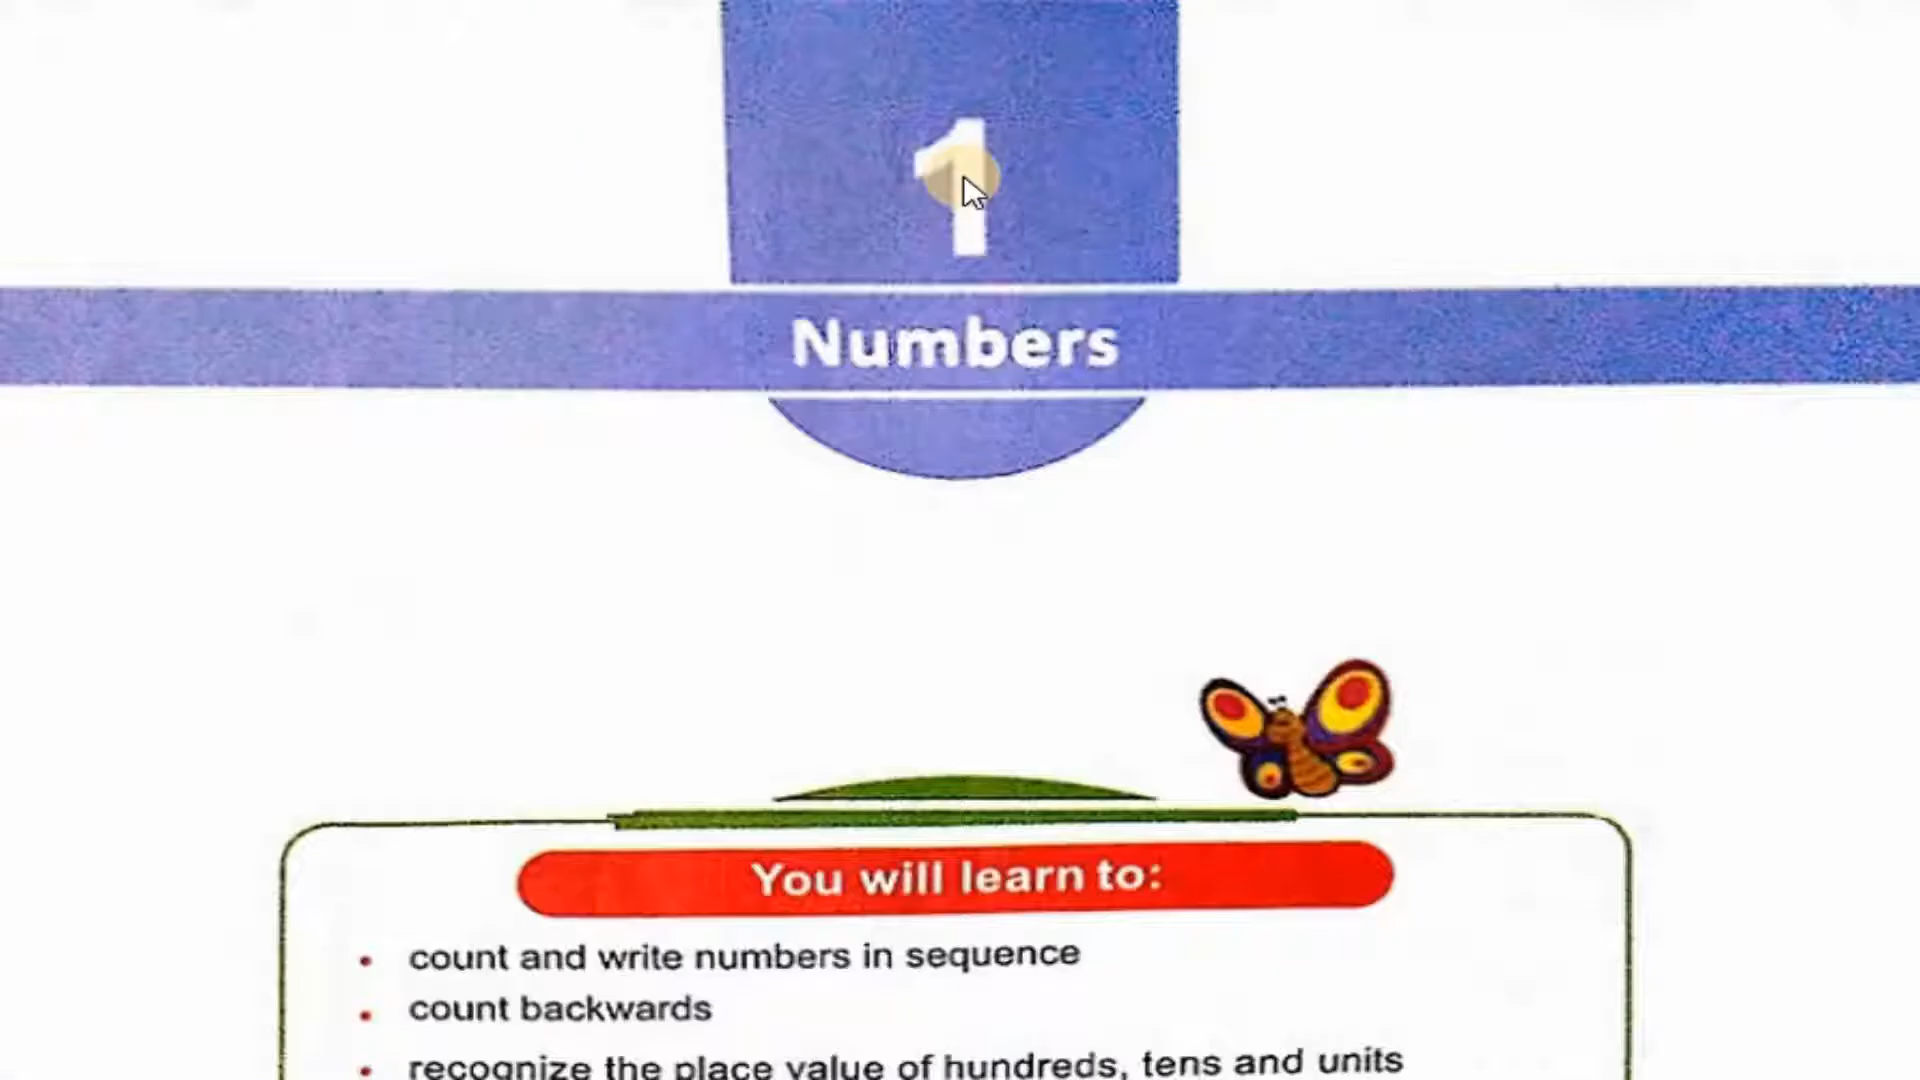 1
Numbers
You will learn to:
• count and write numbers in sequence
• count backwards
• recognize the place value of hundreds, tens and units